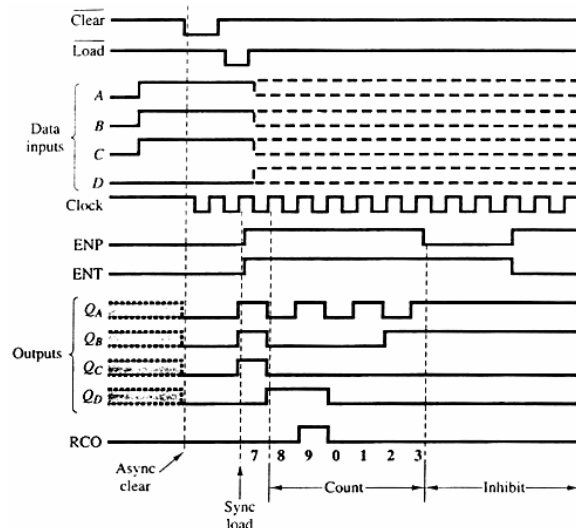 Clear
Load
A
B
Data
inputs
C
D
Clock
ENP
ENT
QA
QB
Outputs
QC
QD
RCO
7 8 9 0 1 2 3
Async
clear
Sync
load
Count
Inhibit